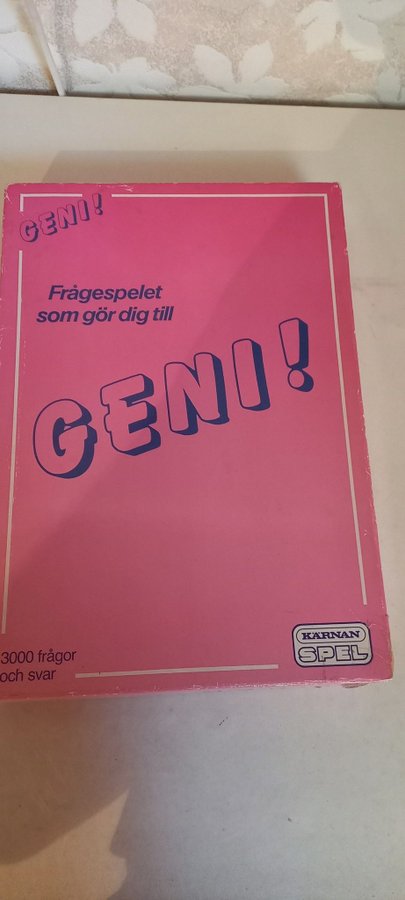 GENI!
Frågespelet
som gör dig till
GENI!
3000 frågor
och svar
KÄRNAN
SPEL